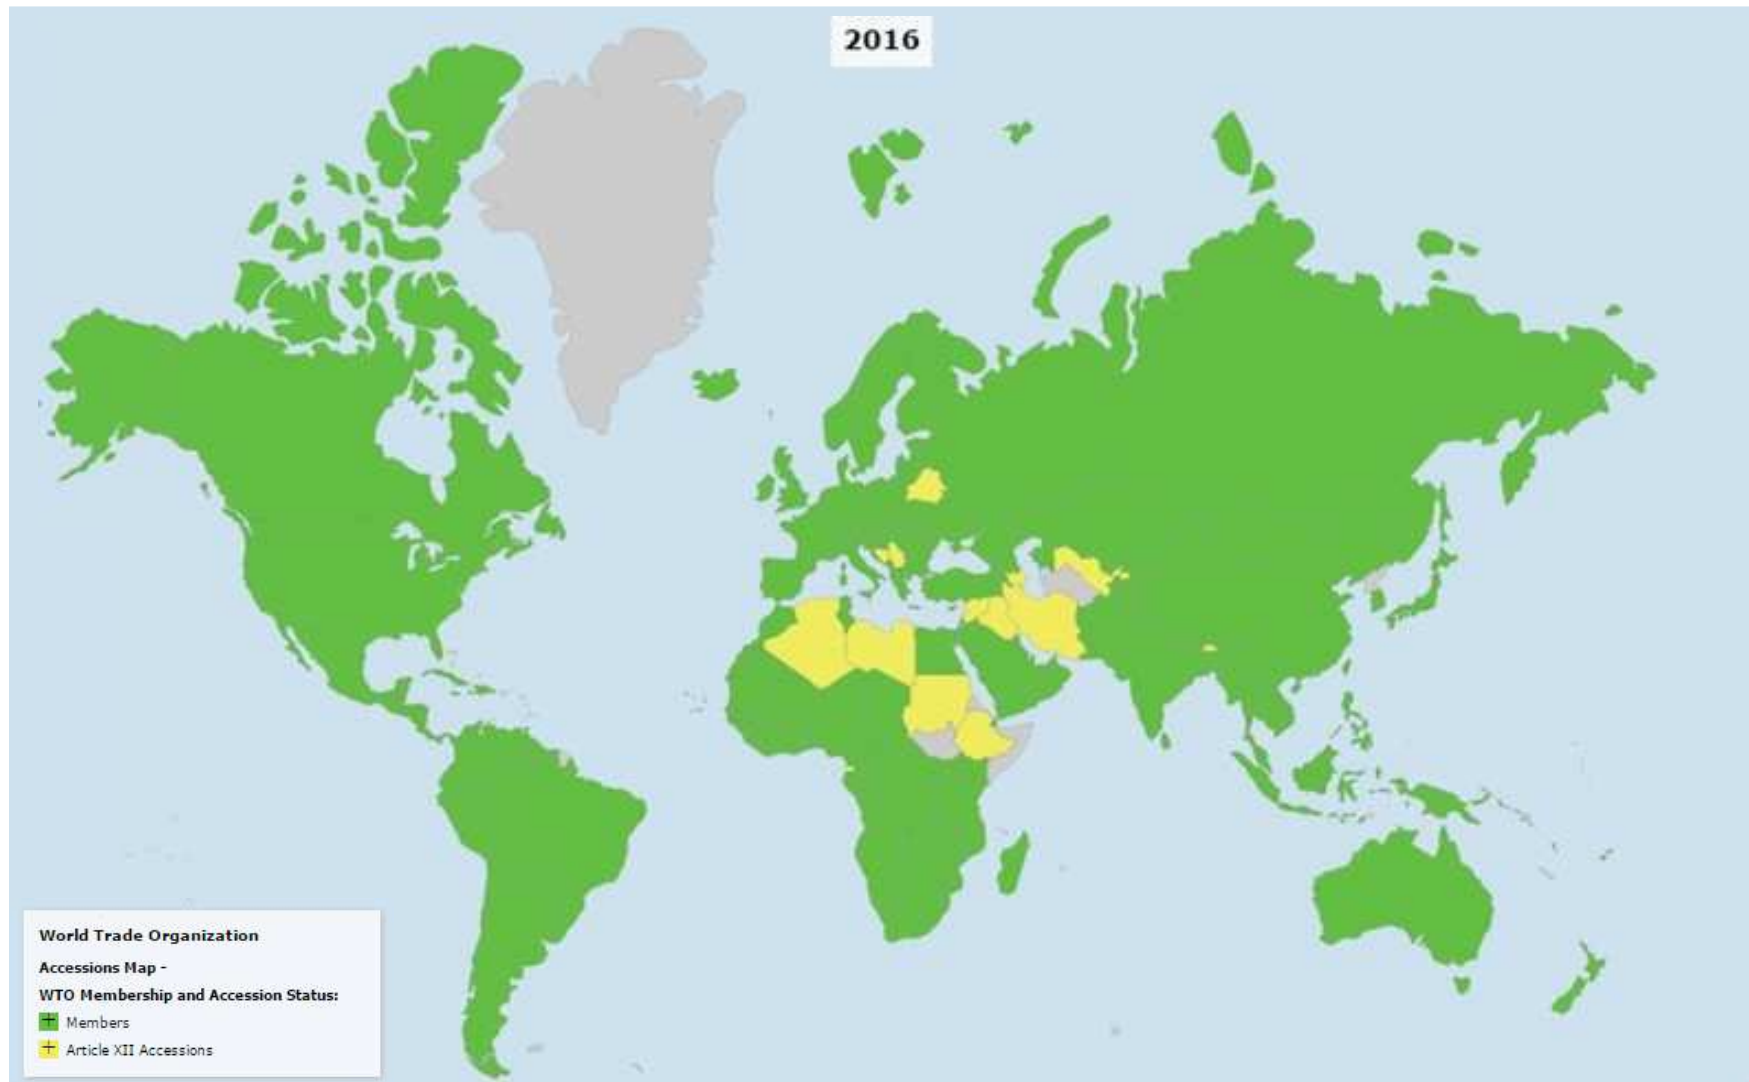 2016
World Trade Organization
Accessions Map -
WTO Membership and Accession Status:
Members
Article XII Accessions